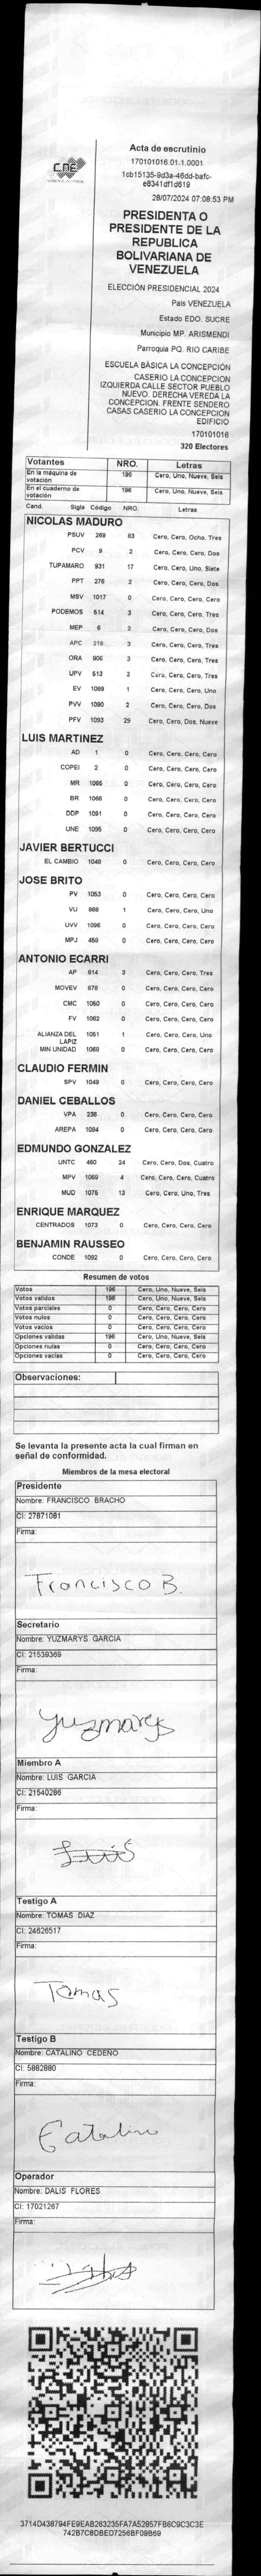 CNE
Acta de escrutinio
170101016.01.1.0001
1cb15135-9d3a-46dd-bafc-
e8341df1d619
28/07/2024 07:08:53 PM
PRESIDENTA O
PRESIDENTE DE LA
REPUBLICA
BOLIVARIANA DE
VENEZUELA
ELECCIÓN PRESIDENCIAL 2024
Pais VENEZUELA
Estado EDO. SUCRE
Municipio MP. ARISMENDI
Parroquia PQ. RIO CARIBE
ESCUELA BÁSICA LA CONCEPCIÓN
CASERIO LA CONCEPCION
IZQUIERDA CALLE SECTOR PUEBLO
NUEVO. DERECHA VEREDA LA
CONCEPCION. FRENTE SENDERO
CASAS CASERIO LA CONCEPCION
EDIFICIO
170101016
320 Electores
Votantes NRO. Letras
En la máquina de votación 196 Cero, Uno, Nueve, Seis
En el cuaderno de votación 196 Cero, Uno, Nueve, Seis
Cand. Sigla Código NRO. Letras
NICOLAS MADURO
PSUV 269 83 Cero, Cero, Ocho, Tres
PCV 9 2 Cero, Cero, Cero, Dos
TUPAMARO 931 17 Cero, Cero, Uno, Siete
PPT 276 2 Cero, Cero, Cero, Dos
MSV 1017 0 Cero, Cero, Cero, Cero
PODEMOS 514 3 Cero, Cero, Cero, Tres
MEP 6 2 Cero, Cero, Cero, Dos
APC 319 3 Cero, Cero, Cero, Tres
ORA 906 3 Cero, Cero, Cero, Tres
UPV 513 3 Cero, Cero, Cero, Tres
EV 1089 1 Cero, Cero, Cero, Uno
PVV 1090 2 Cero, Cero, Cero, Dos
PFV 1093 29 Cero, Cero, Dos, Nueve
LUIS MARTINEZ
AD 1 0 Cero, Cero, Cero, Cero
COPEI 2 0 Cero, Cero, Cero, Cero
MR 1065 0 Cero, Cero, Cero, Cero
BR 1066 0 Cero, Cero, Cero, Cero
DDP 1091 0 Cero, Cero, Cero, Cero
UNE 1095 0 Cero, Cero, Cero, Cero
JAVIER BERTUCCI
EL CAMBIO 1048 0 Cero, Cero, Cero, Cero
JOSE BRITO
PV 1053 0 Cero, Cero, Cero, Cero
VU 968 1 Cero, Cero, Cero, Uno
UVV 1096 0 Cero, Cero, Cero, Cero
MPJ 459 0 Cero, Cero, Cero, Cero
ANTONIO ECARRI
AP 814 3 Cero, Cero, Cero, Tres
MOVEV 978 0 Cero, Cero, Cero, Cero
CMC 1050 0 Cero, Cero, Cero, Cero
FV 1062 0 Cero, Cero, Cero, Cero
ALIANZA DEL LAPIZ 1051 1 Cero, Cero, Cero, Uno
MIN UNIDAD 1068 0 Cero, Cero, Cero, Cero
CLAUDIO FERMIN
SPV 1049 0 Cero, Cero, Cero, Cero
DANIEL CEBALLOS
VPA 236 0 Cero, Cero, Cero, Cero
AREPA 1094 0 Cero, Cero, Cero, Cero
EDMUNDO GONZALEZ
UNTC 460 24 Cero, Cero, Dos, Cuatro
MPV 1069 4 Cero, Cero, Cero, Cuatro
MUD 1075 13 Cero, Cero, Uno, Tres
ENRIQUE MARQUEZ
CENTRADOS 1073 0 Cero, Cero, Cero, Cero
BENJAMIN RAUSSEO
CONDE 1092 0 Cero, Cero, Cero, Cero
Resumen de votos
Votos 196 Cero, Uno, Nueve, Seis
Votos validos 196 Cero, Uno, Nueve, Seis
Votos parciales 0 Cero, Cero, Cero, Cero
Votos nulos 0 Cero, Cero, Cero, Cero
Votos vacios 0 Cero, Cero, Cero, Cero
Opciones validas 196 Cero, Uno, Nueve, Seis
Opciones nulas 0 Cero, Cero, Cero, Cero
Opciones vacias 0 Cero, Cero, Cero, Cero
Observaciones:
Se levanta la presente acta la cual firman en
señal de conformidad.
Miembros de la mesa electoral
Presidente
Nombre: FRANCISCO BRACHO
CI: 27871081
Firma:
Francisco B.
Secretario
Nombre: YUZMARYS GARCIA
CI: 21539369
Firma:
Yuzmarys
Miembro A
Nombre: LUIS GARCIA
CI: 21540286
Firma:
Luis
Testigo A
Nombre: TOMAS DIAZ
CI: 24626517
Firma:
Tomas
Testigo B
Nombre: CATALINO CEDEÑO
CI: 5882880
Firma:
Catalino
Operador
Nombre: DALIS FLORES
CI: 17021267
Firma:
3714D438794FE9EAB263235FA7A52857FB6C9C3C3E
742B7C8DBED7256BF09B69